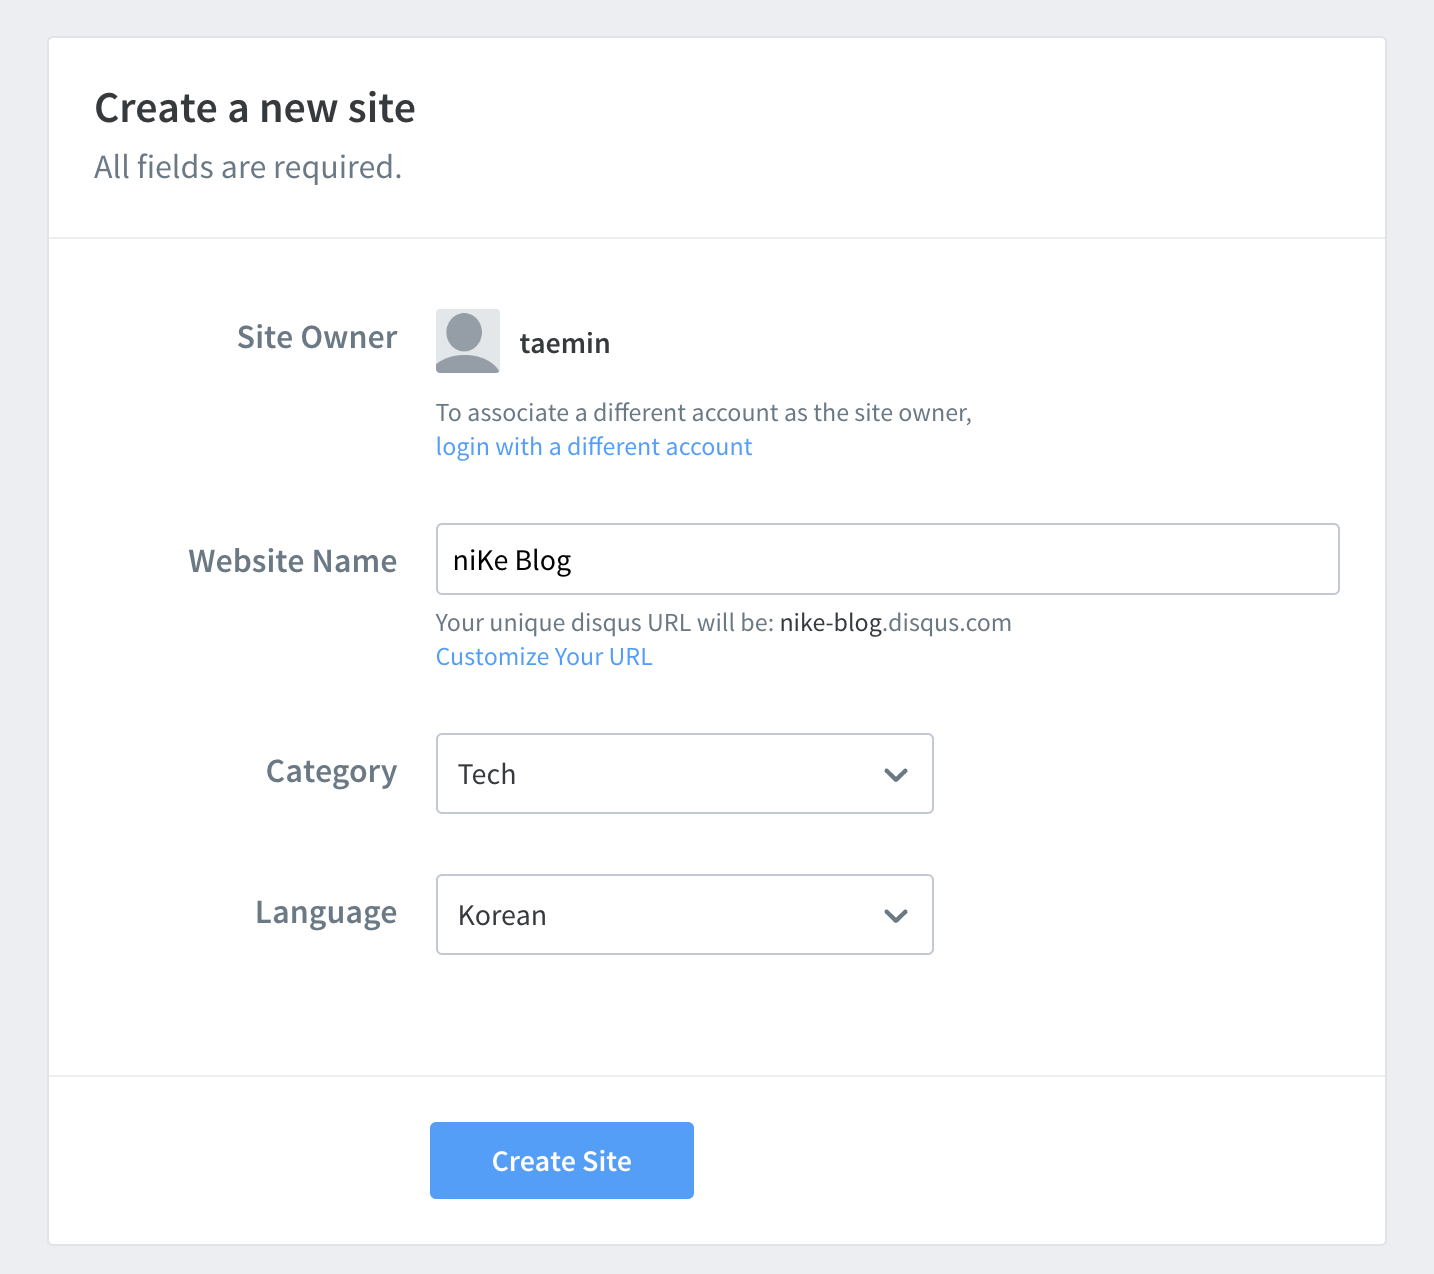 Create a new site
All fields are required.
Site Owner
taemin
To associate a different account as the site owner,
login with a different account
Website Name
niKe Blog
Your unique disqus URL will be: nike-blog.disqus.com
Customize Your URL
Category
Tech
Language
Korean
Create Site